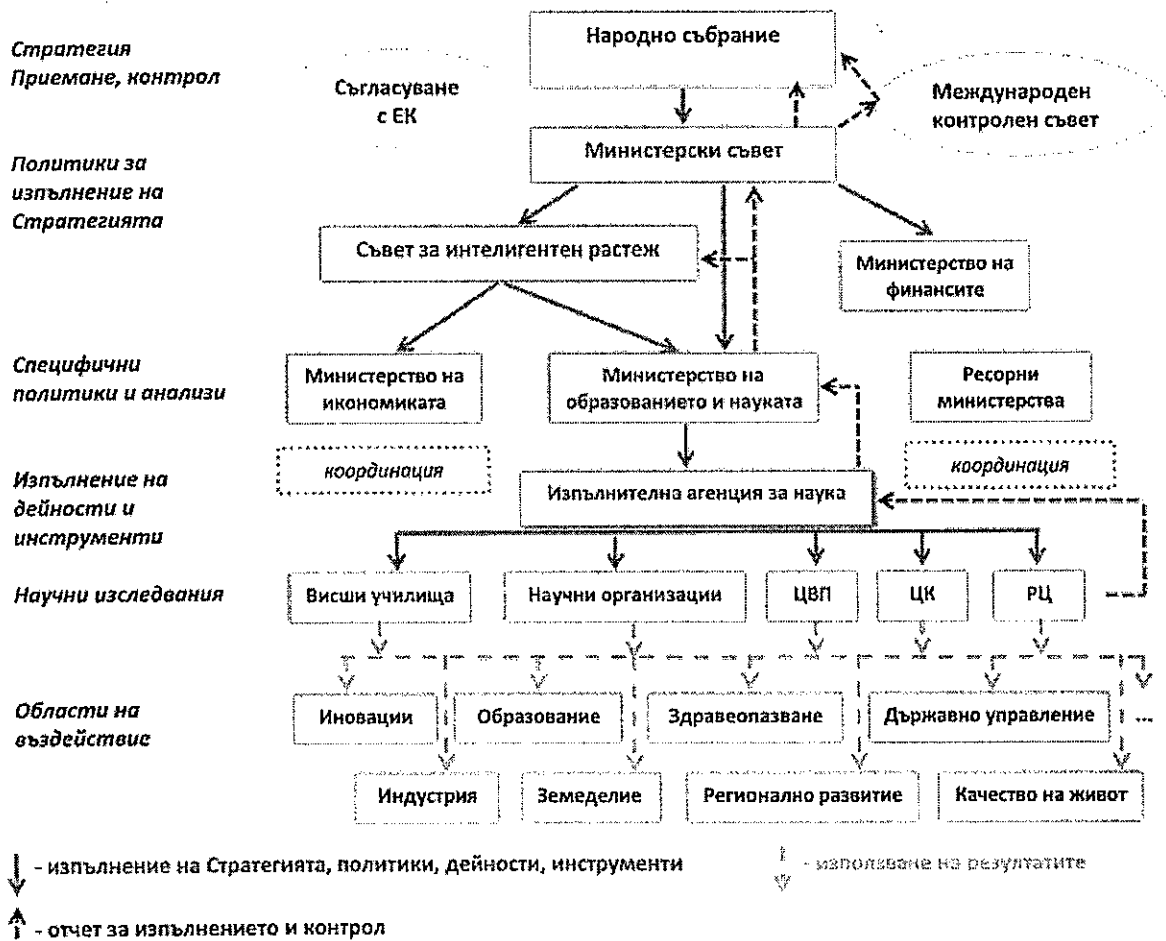 Стратегия
Приемане, контрол
Народно събрание
Съгласуване
с ЕК
Международен
контролен съвет
Политики за
изпълнение на
Стратегията
Министерски съвет
Съвет за интелигентен растеж
Министерство на
финансите
Специфични
политики и анализи
Министерство на
икономиката
Министерство на
образованието и науката
Ресорни
министерства
координация
координация
Изпълнение на
дейности и
инструменти
Изпълнителна агенция за наука
Научни изследвания
Висши училища
Научни организации
ЦВП
ЦК
РЦ
Области на
въздействие
Иновации
Образование
Здравеопазване
Държавно управление
...
Индустрия
Земеделие
Регионално развитие
Качество на живот
- изпълнение на Стратегията, политики, дейности, инструменти
- използване на резултатите
- отчет за изпълнението и контрол